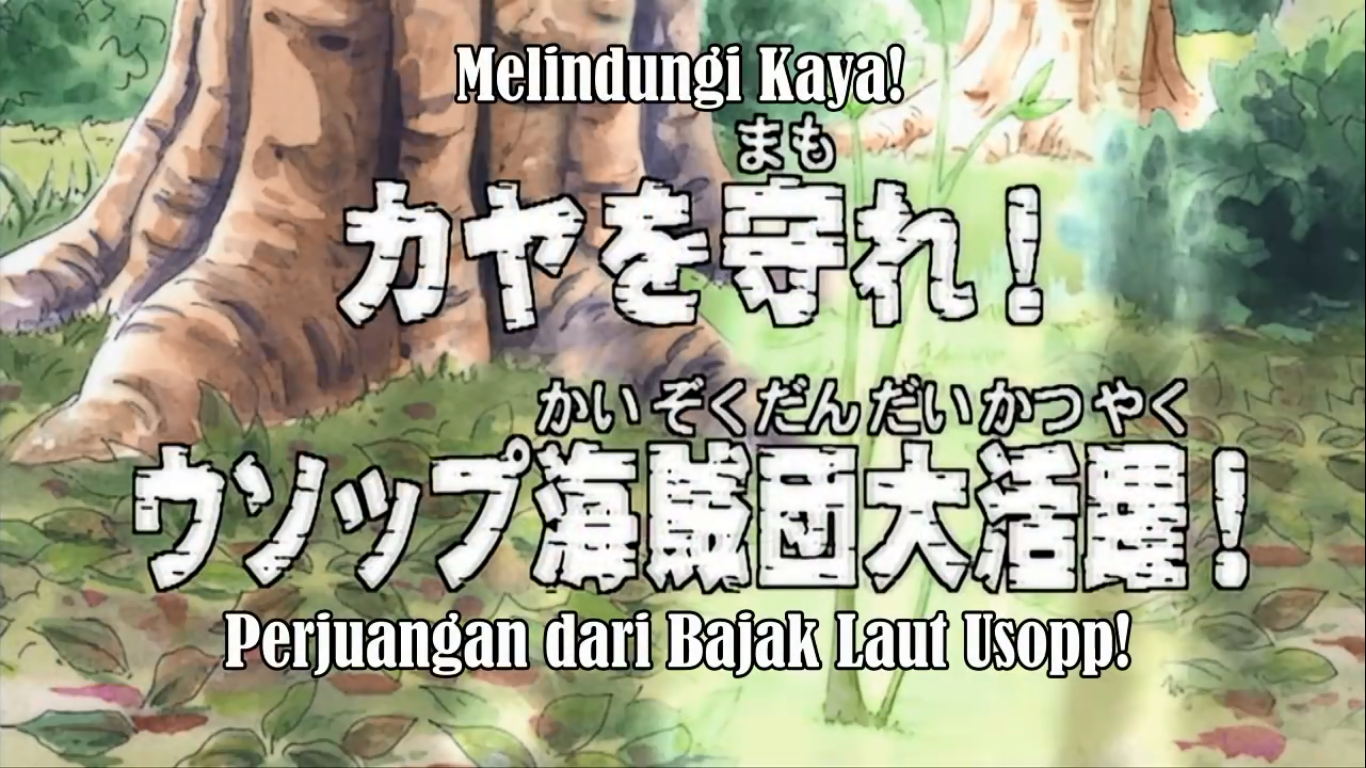 Melindungi Kaya!
まも
カヤを守れ!
かいぞくだんだいかつやく
ウソップ海賊団大活躍!
Perjuangan dari Bajak Laut Usopp!